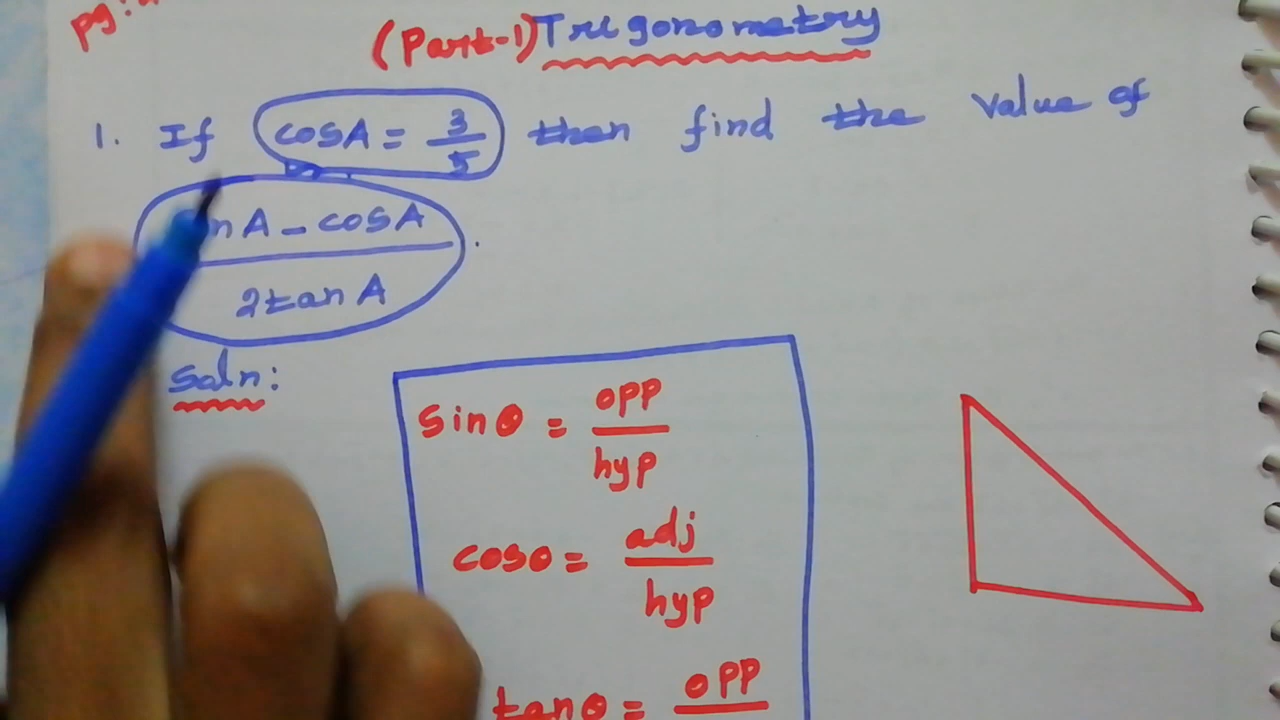 (Part-1) Trigonometry
1. If cosA = 3/5 then find the value of
A - cosA
2tan A
Soln:
sinθ = opp/hyp
cosθ = adj/hyp
tanθ = opp